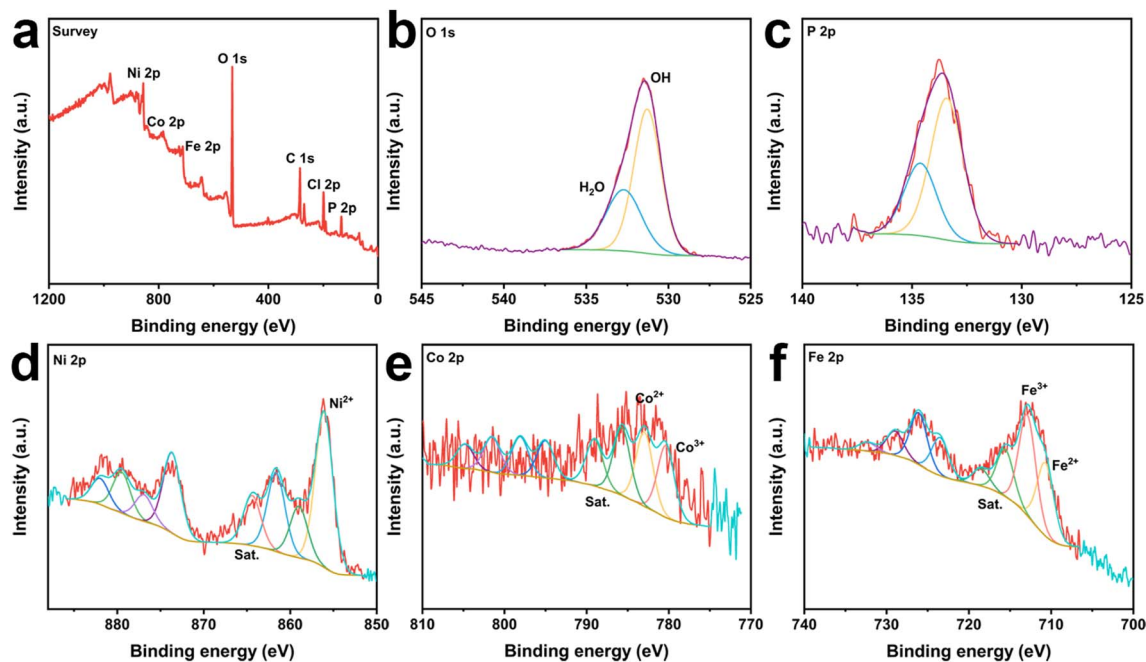 a
Survey
Ni 2p
Co 2p
Fe 2p
O 1s
C 1s
Cl 2p
P 2p
Intensity (a.u.)
1200
800
400
0
Binding energy (eV)
b
O 1s
OH
H₂O
Intensity (a.u.)
545
540
535
530
525
Binding energy (eV)
c
P 2p
Intensity (a.u.)
140
135
130
125
Binding energy (eV)
d
Ni 2p
Ni²⁺
Sat.
Intensity (a.u.)
880
870
860
850
Binding energy (eV)
e
Co 2p
Co²⁺
Co³⁺
Sat.
Intensity (a.u.)
810
800
790
780
770
Binding energy (eV)
f
Fe 2p
Fe³⁺
Fe²⁺
Sat.
Intensity (a.u.)
740
730
720
710
700
Binding energy (eV)